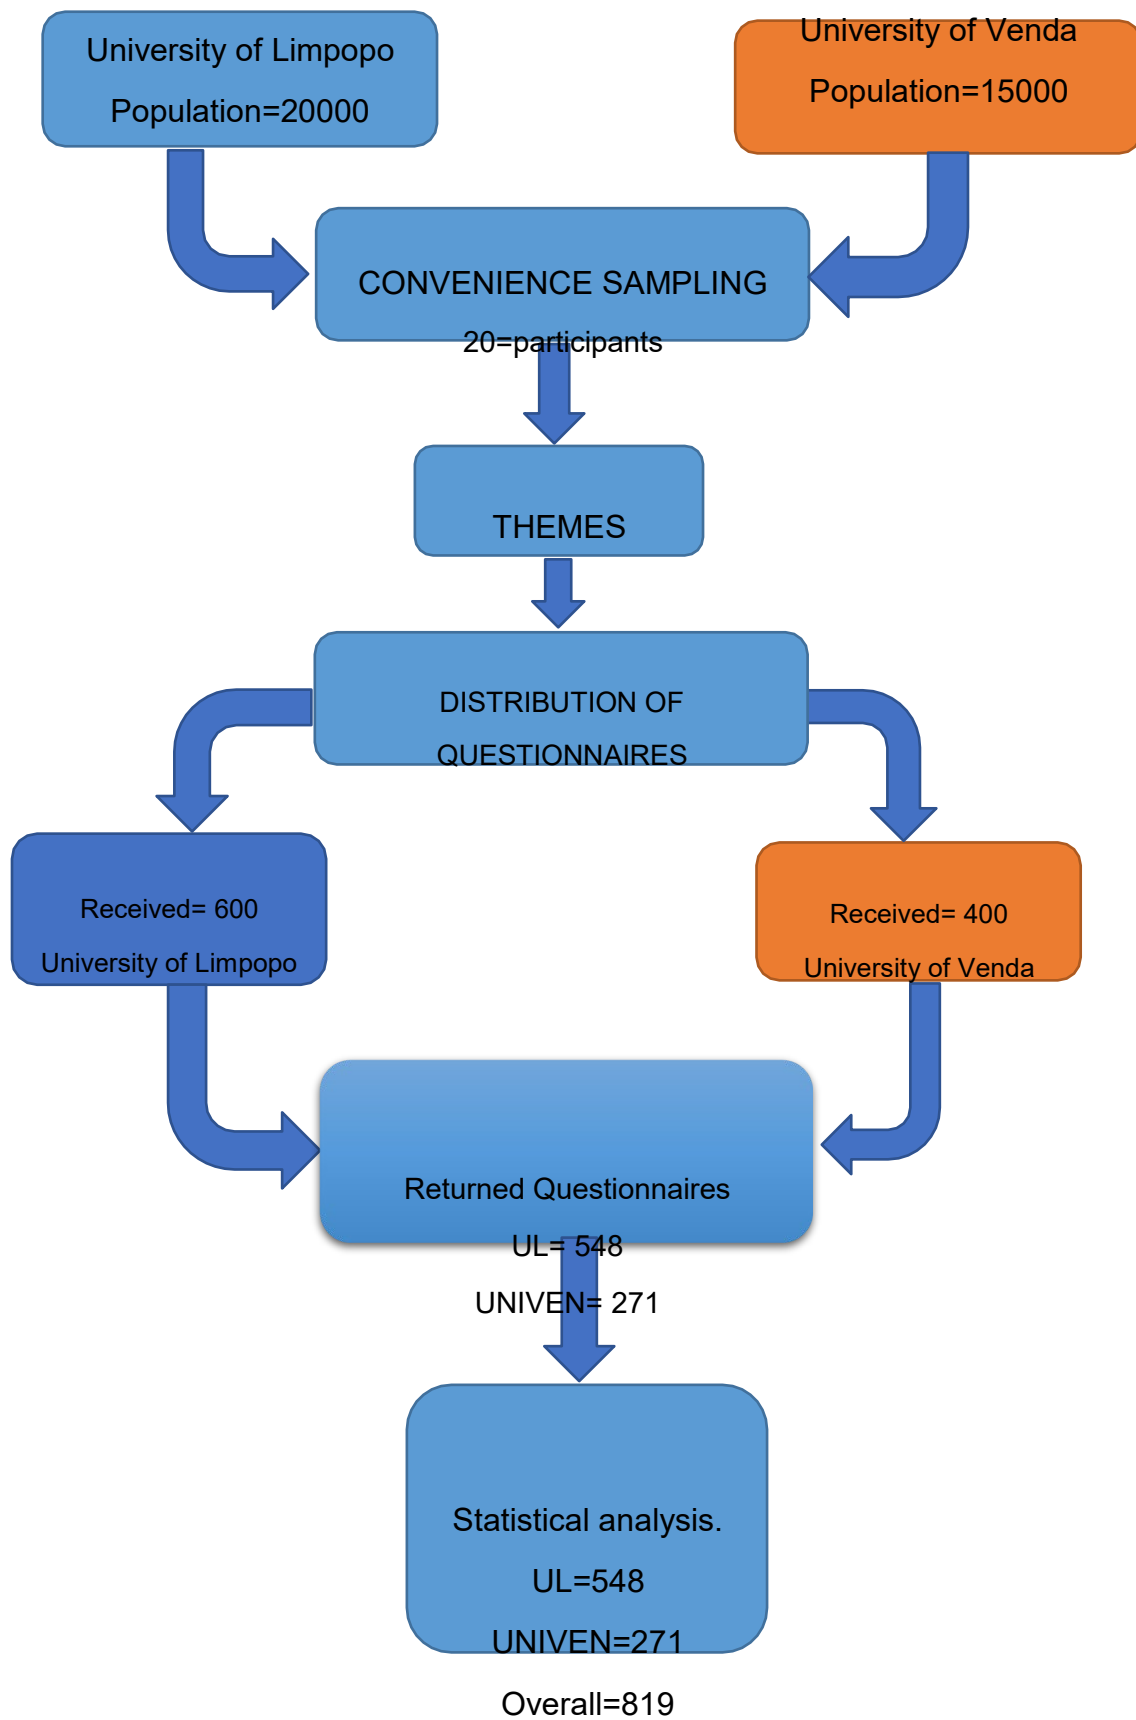 University of Limpopo
Population=20000
University of Venda
Population=15000
CONVENIENCE SAMPLING
20=participants
THEMES
DISTRIBUTION OF
QUESTIONNAIRES
Received= 600
University of Limpopo
Received= 400
University of Venda
Returned Questionnaires
UL= 548
UNIVEN= 271
Statistical analysis.
UL=548
UNIVEN=271
Overall=819